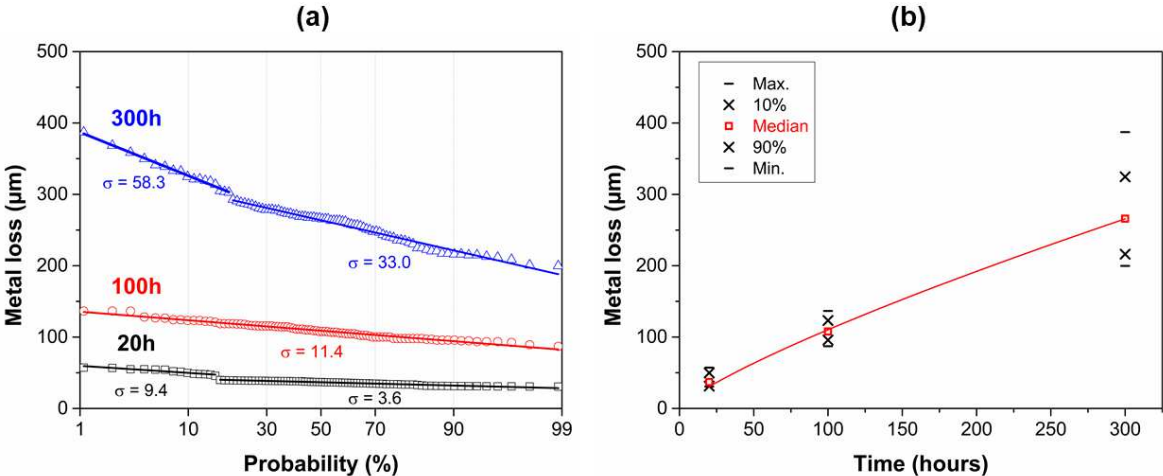 (a)
500
400
300
200
100
0
Metal loss (µm)
300h
σ = 58.3
σ = 33.0
100h
σ = 11.4
20h
σ = 9.4
σ = 3.6
1
10
30
50
70
90
99
Probability (%)
(b)
500
400
300
200
100
0
Metal loss (µm)
Max.
10%
Median
90%
Min.
0
50
100
150
200
250
300
Time (hours)